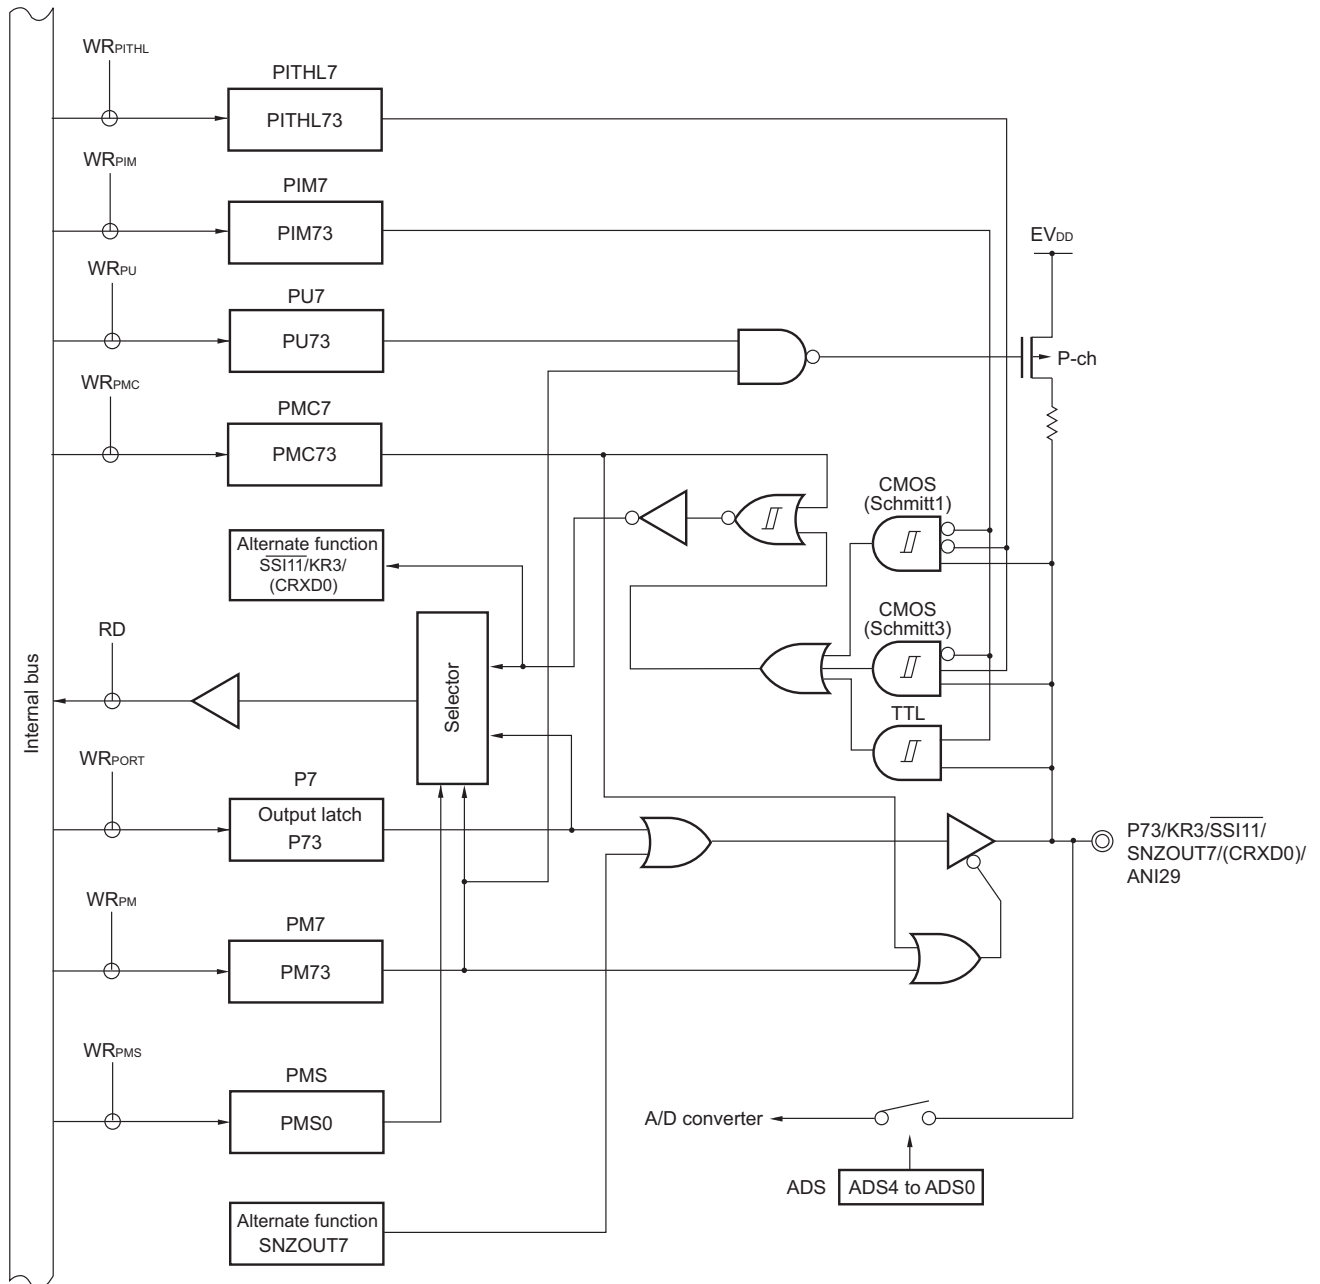 WRPITHL
PITHL7
PITHL73
WRPIM
PIM7
PIM73
EVDD
WRPU
PU7
PU73
P-ch
WRPMC
PMC7
PMC73
CMOS
(Schmitt1)
Alternate function
SSI11/KR3/
(CRXD0)
CMOS
(Schmitt3)
RD
Internal bus
Selector
TTL
WRPORT
P7
Output latch
P73
P73/KR3/SSI11/
SNZOUT7/(CRXD0)/
ANI29
WRPM
PM7
PM73
WRPMS
PMS
PMS0
A/D converter
ADS
ADS4 to ADS0
Alternate function
SNZOUT7